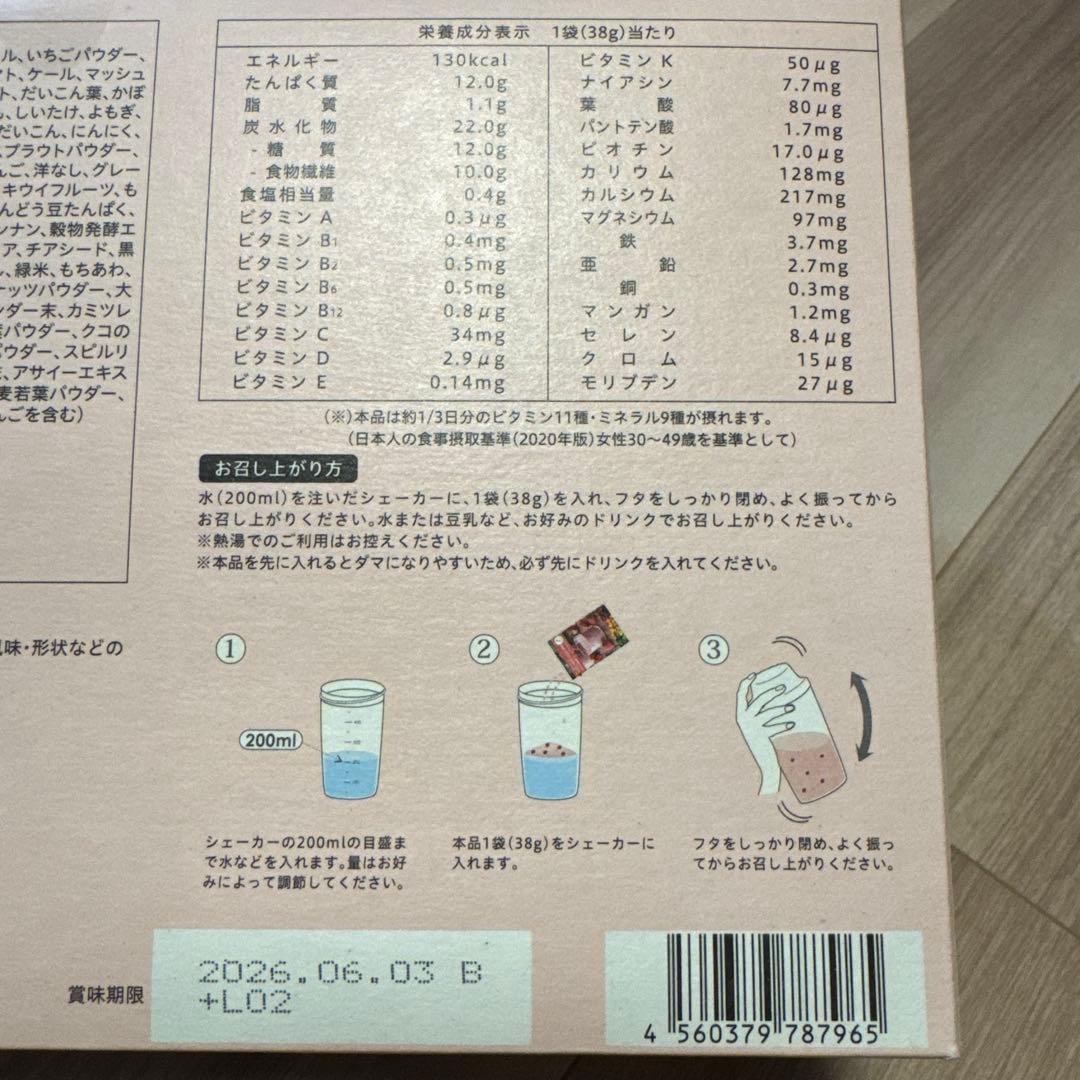 ル、いちごパウダー、
マト、ケール、マッシュ
ト、だいこん葉、かぼ
しいたけ、よもぎ、
だいこん、にんにく、
プラウトパウダー、
んご、洋なし、グレー
キウイフルーツ、も
んどう豆たんぱく、
ンナン、穀物発酵エ
ア、チアシード、黒
緑米、もちあわ、
ナッツパウダー、大
ンダー末、カミツレ
パウダー、クコの
パウダー、スピルリ
アサイーエキス
麦若葉パウダー、
んごを含む）
栄養成分表示 1袋(38g)当たり
エネルギー 130kcal
たんぱく質 12.0g
脂質 1.1g
炭水化物 22.0g
- 糖質 12.0g
- 食物繊維 10.0g
食塩相当量 0.4g
ビタミン A 0.3μg
ビタミン B1 0.4mg
ビタミン B2 0.5mg
ビタミン B6 0.5mg
ビタミン B12 0.8μg
ビタミン C 34mg
ビタミン D 2.9μg
ビタミン E 0.14mg
ビタミン K 50μg
ナイアシン 7.7mg
葉酸 80μg
パントテン酸 1.7mg
ビオチン 17.0μg
カリウム 128mg
カルシウム 217mg
マグネシウム 97mg
鉄 3.7mg
亜鉛 2.7mg
銅 0.3mg
マンガン 1.2mg
セレン 8.4μg
クロム 15μg
モリブデン 27μg
(※)本品は約1/3日分のビタミン11種・ミネラル9種が摂れます。
(日本人の食事摂取基準(2020年版)女性30～49歳を基準として)
お召し上がり方
水(200ml)を注いだシェーカーに、1袋(38g)を入れ、フタをしっかり閉め、よく振ってから
お召し上がりください。水または豆乳など、お好みのドリンクでお召し上がりください。
※熱湯でのご利用はお控えください。
※本品を先に入れるとダマになりやすいため、必ず先にドリンクを入れてください。
風味・形状などの
① ② ③
200ml
シェーカーの200mlの目盛ま
で水などを入れます。量はお好
みによって調節してください。
本品1袋(38g)をシェーカーに
入れます。
フタをしっかり閉め、よく振っ
てからお召し上がりください。
賞味期限
2026.06.03 B
+L02
4 560379 787965